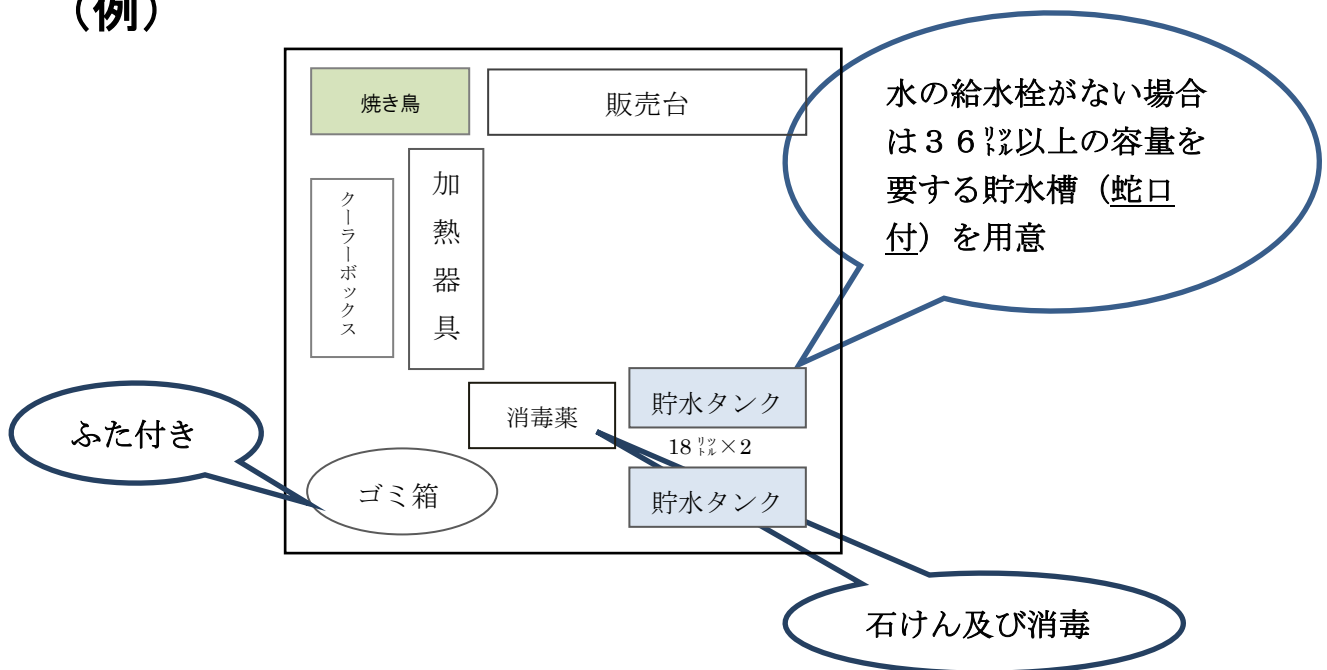 （例）
焼き鳥
販売台
水の給水栓がない場合
は３６㍑以上の容量を
要する貯水槽（蛇口
付）を用意
クーラーボックス
加熱器具
ふた付き
消毒薬
貯水タンク
18㍑×2
貯水タンク
ゴミ箱
石けん及び消毒